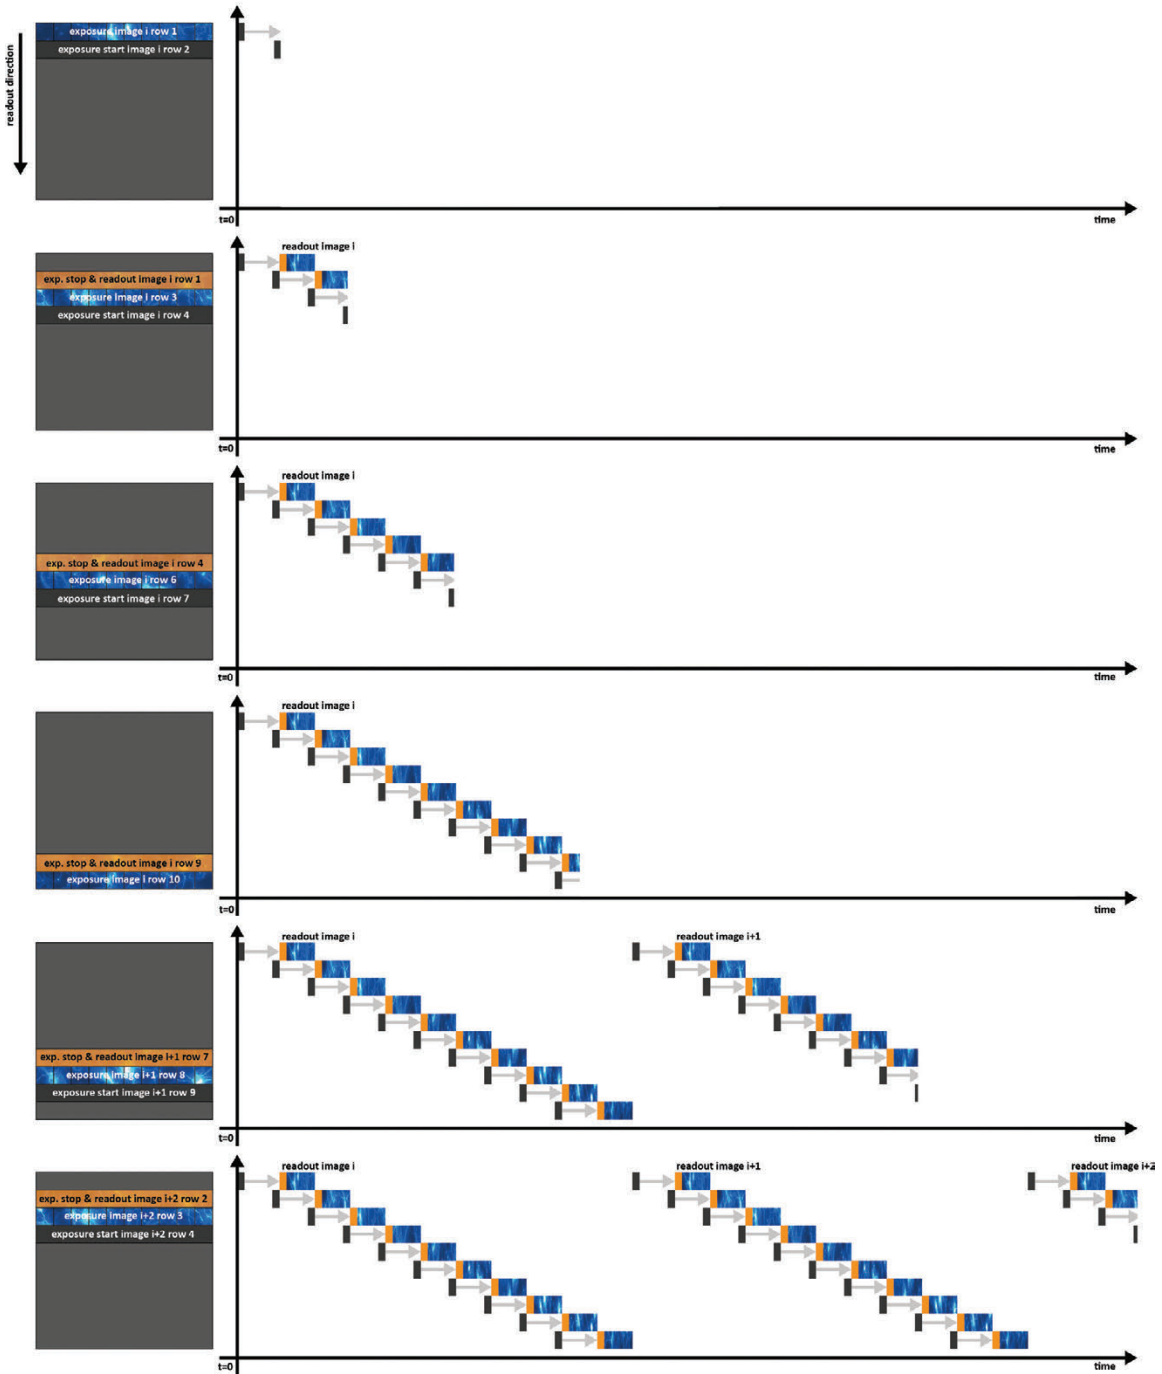 exposure image i row 1
exposure start image i row 2
readout direction
t=0
time
readout image i
exp. stop & readout image i row 1
exposure image i row 3
exposure start image i row 4
t=0
time
readout image i
exp. stop & readout image i row 4
exposure image i row 6
exposure start image i row 7
t=0
time
readout image i
exp. stop & readout image i row 9
exposure image i row 10
t=0
time
readout image i
readout image i+1
exp. stop & readout image i+1 row 7
exposure image i+1 row 8
exposure start image i+1 row 9
t=0
time
readout image i
readout image i+1
readout image i+2
exp. stop & readout image i+2 row 2
exposure image i+2 row 3
exposure start image i+2 row 4
t=0
time